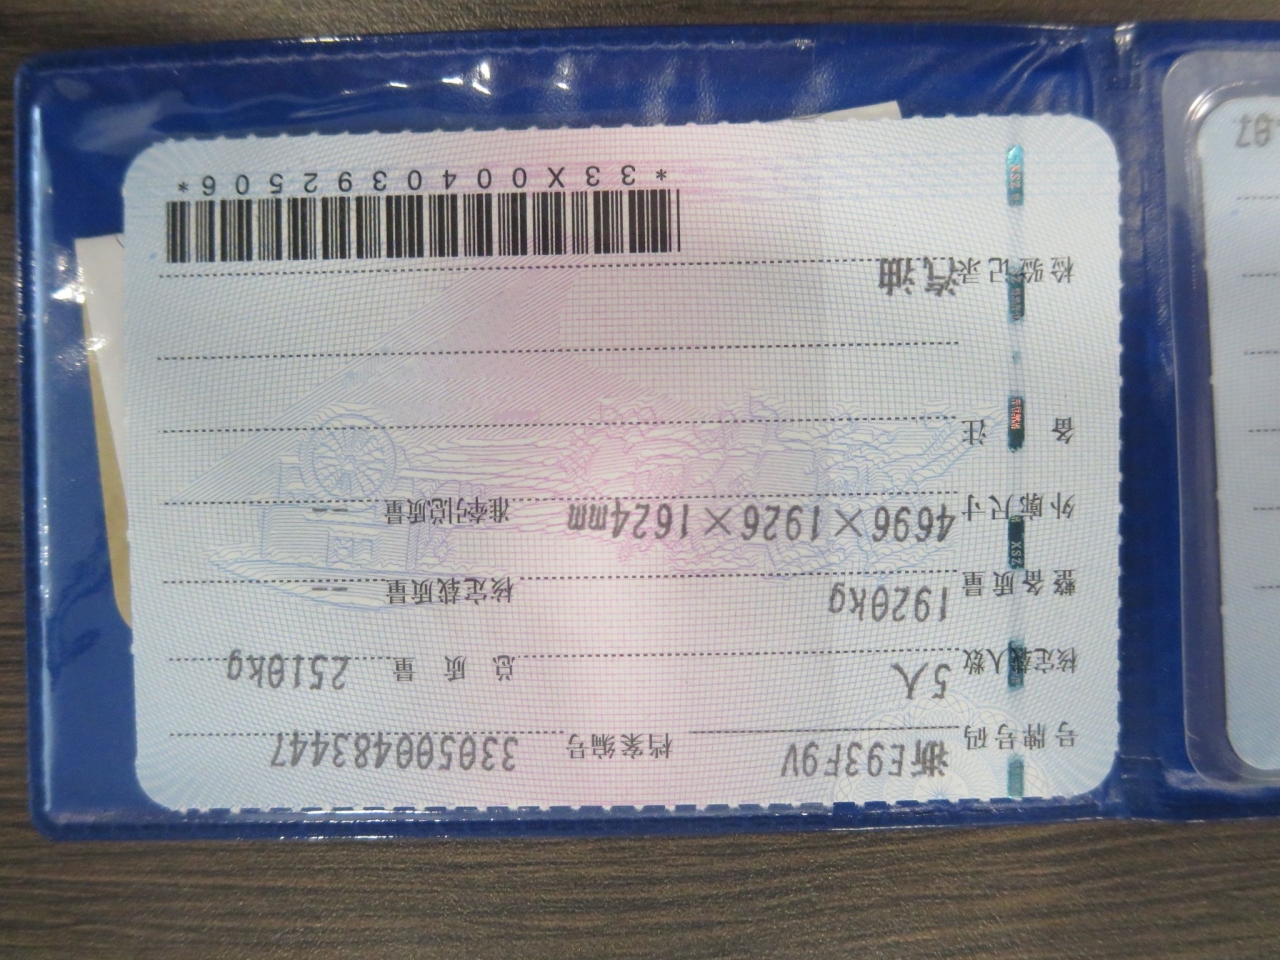 号牌号码 浙E93F9V 档案编号 330500483447
核定载人数 5人 总质量 2510kg
整备质量 1920kg 核定载质量 --
外廓尺寸 4696×1926×1624mm 准牵引总质量 --
备注
检验记录 汽油
*33X0040392506*